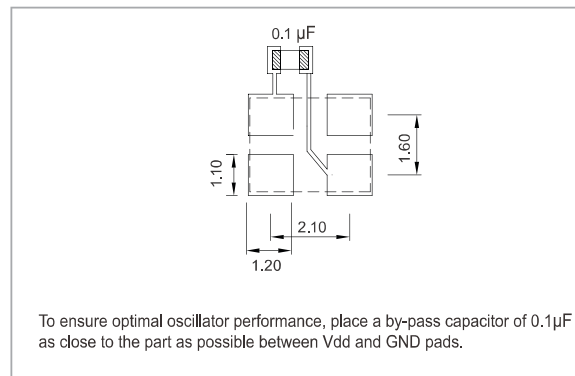 0.1 µF
1.60
1.10
2.10
1.20
To ensure optimal oscillator performance, place a by-pass capacitor of 0.1µF
as close to the part as possible between Vdd and GND pads.